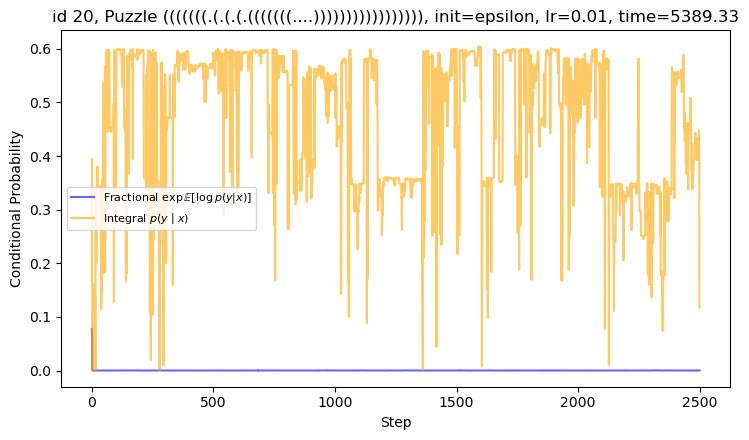 id 20, Puzzle (((((((.(.(.(.(((((((....))))))))))))))))), init=epsilon, lr=0.01, time=5389.33
0.6
0.5
0.4
0.3
0.2
0.1
0.0
Conditional Probability
Fractional exp𝔼[log p(y|x)]
Integral p(y | x)
0 500 1000 1500 2000 2500
Step